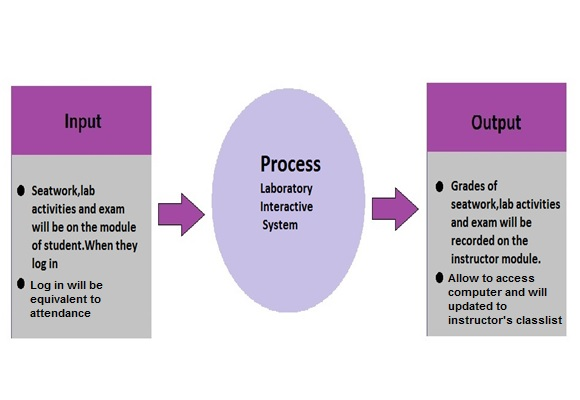 Input
Seatwork,lab
activities and exam
will be on the module
of student.When they
log in
Log in will be
equivalent to
attendance
Process
Laboratory
Interactive
System
Output
Grades of
seatwork,lab activities
and exam will be
recorded on the
instructor module.
Allow to access
computer and will
updated to
instructor's classlist